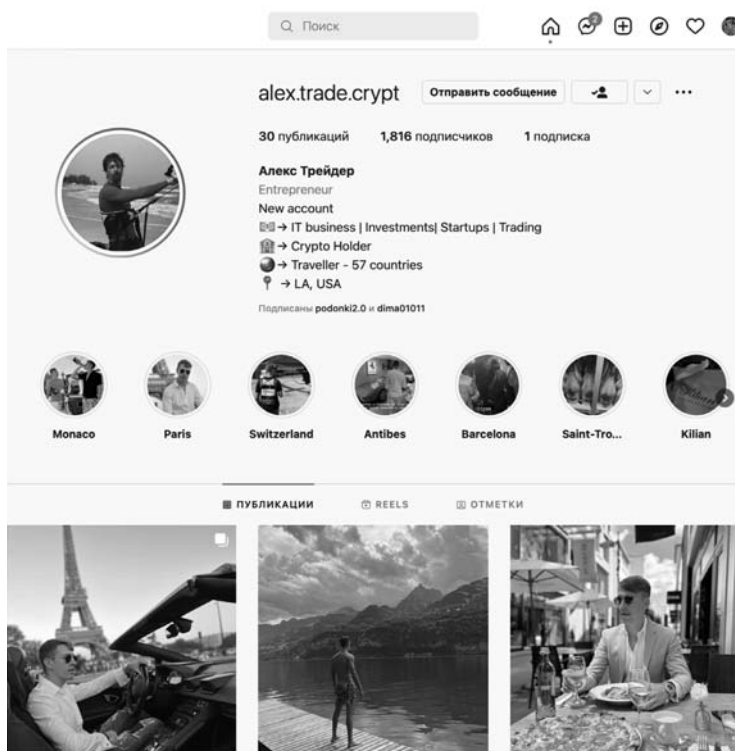 Поиск
2
alex.trade.crypt Отправить сообщение
30 публикаций 1,816 подписчиков 1 подписка
Алекс Трейдер
Entrepreneur
New account
→ IT business | Investments| Startups | Trading
→ Crypto Holder
→ Traveller - 57 countries
→ LA, USA
Подписаны podonki2.0 и dima01011
Monaco Paris Switzerland Antibes Barcelona Saint-Tro... Kilian
ПУБЛИКАЦИИ REELS ОТМЕТКИ